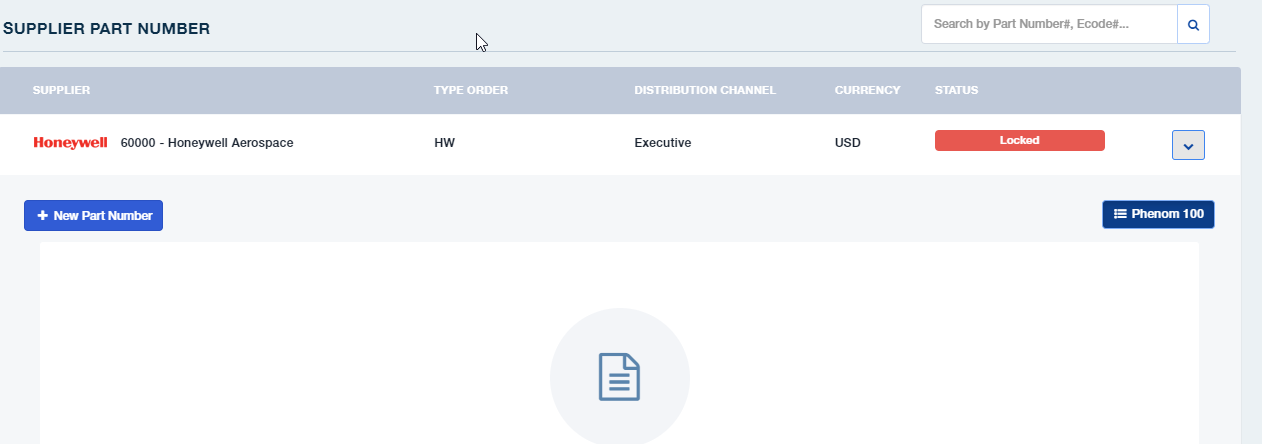 SUPPLIER PART NUMBER
Search by Part Number#, Ecode#...
SUPPLIER TYPE ORDER DISTRIBUTION CHANNEL CURRENCY STATUS
Honeywell 60000 - Honeywell Aerospace HW Executive USD Locked
New Part Number
Phenom 100